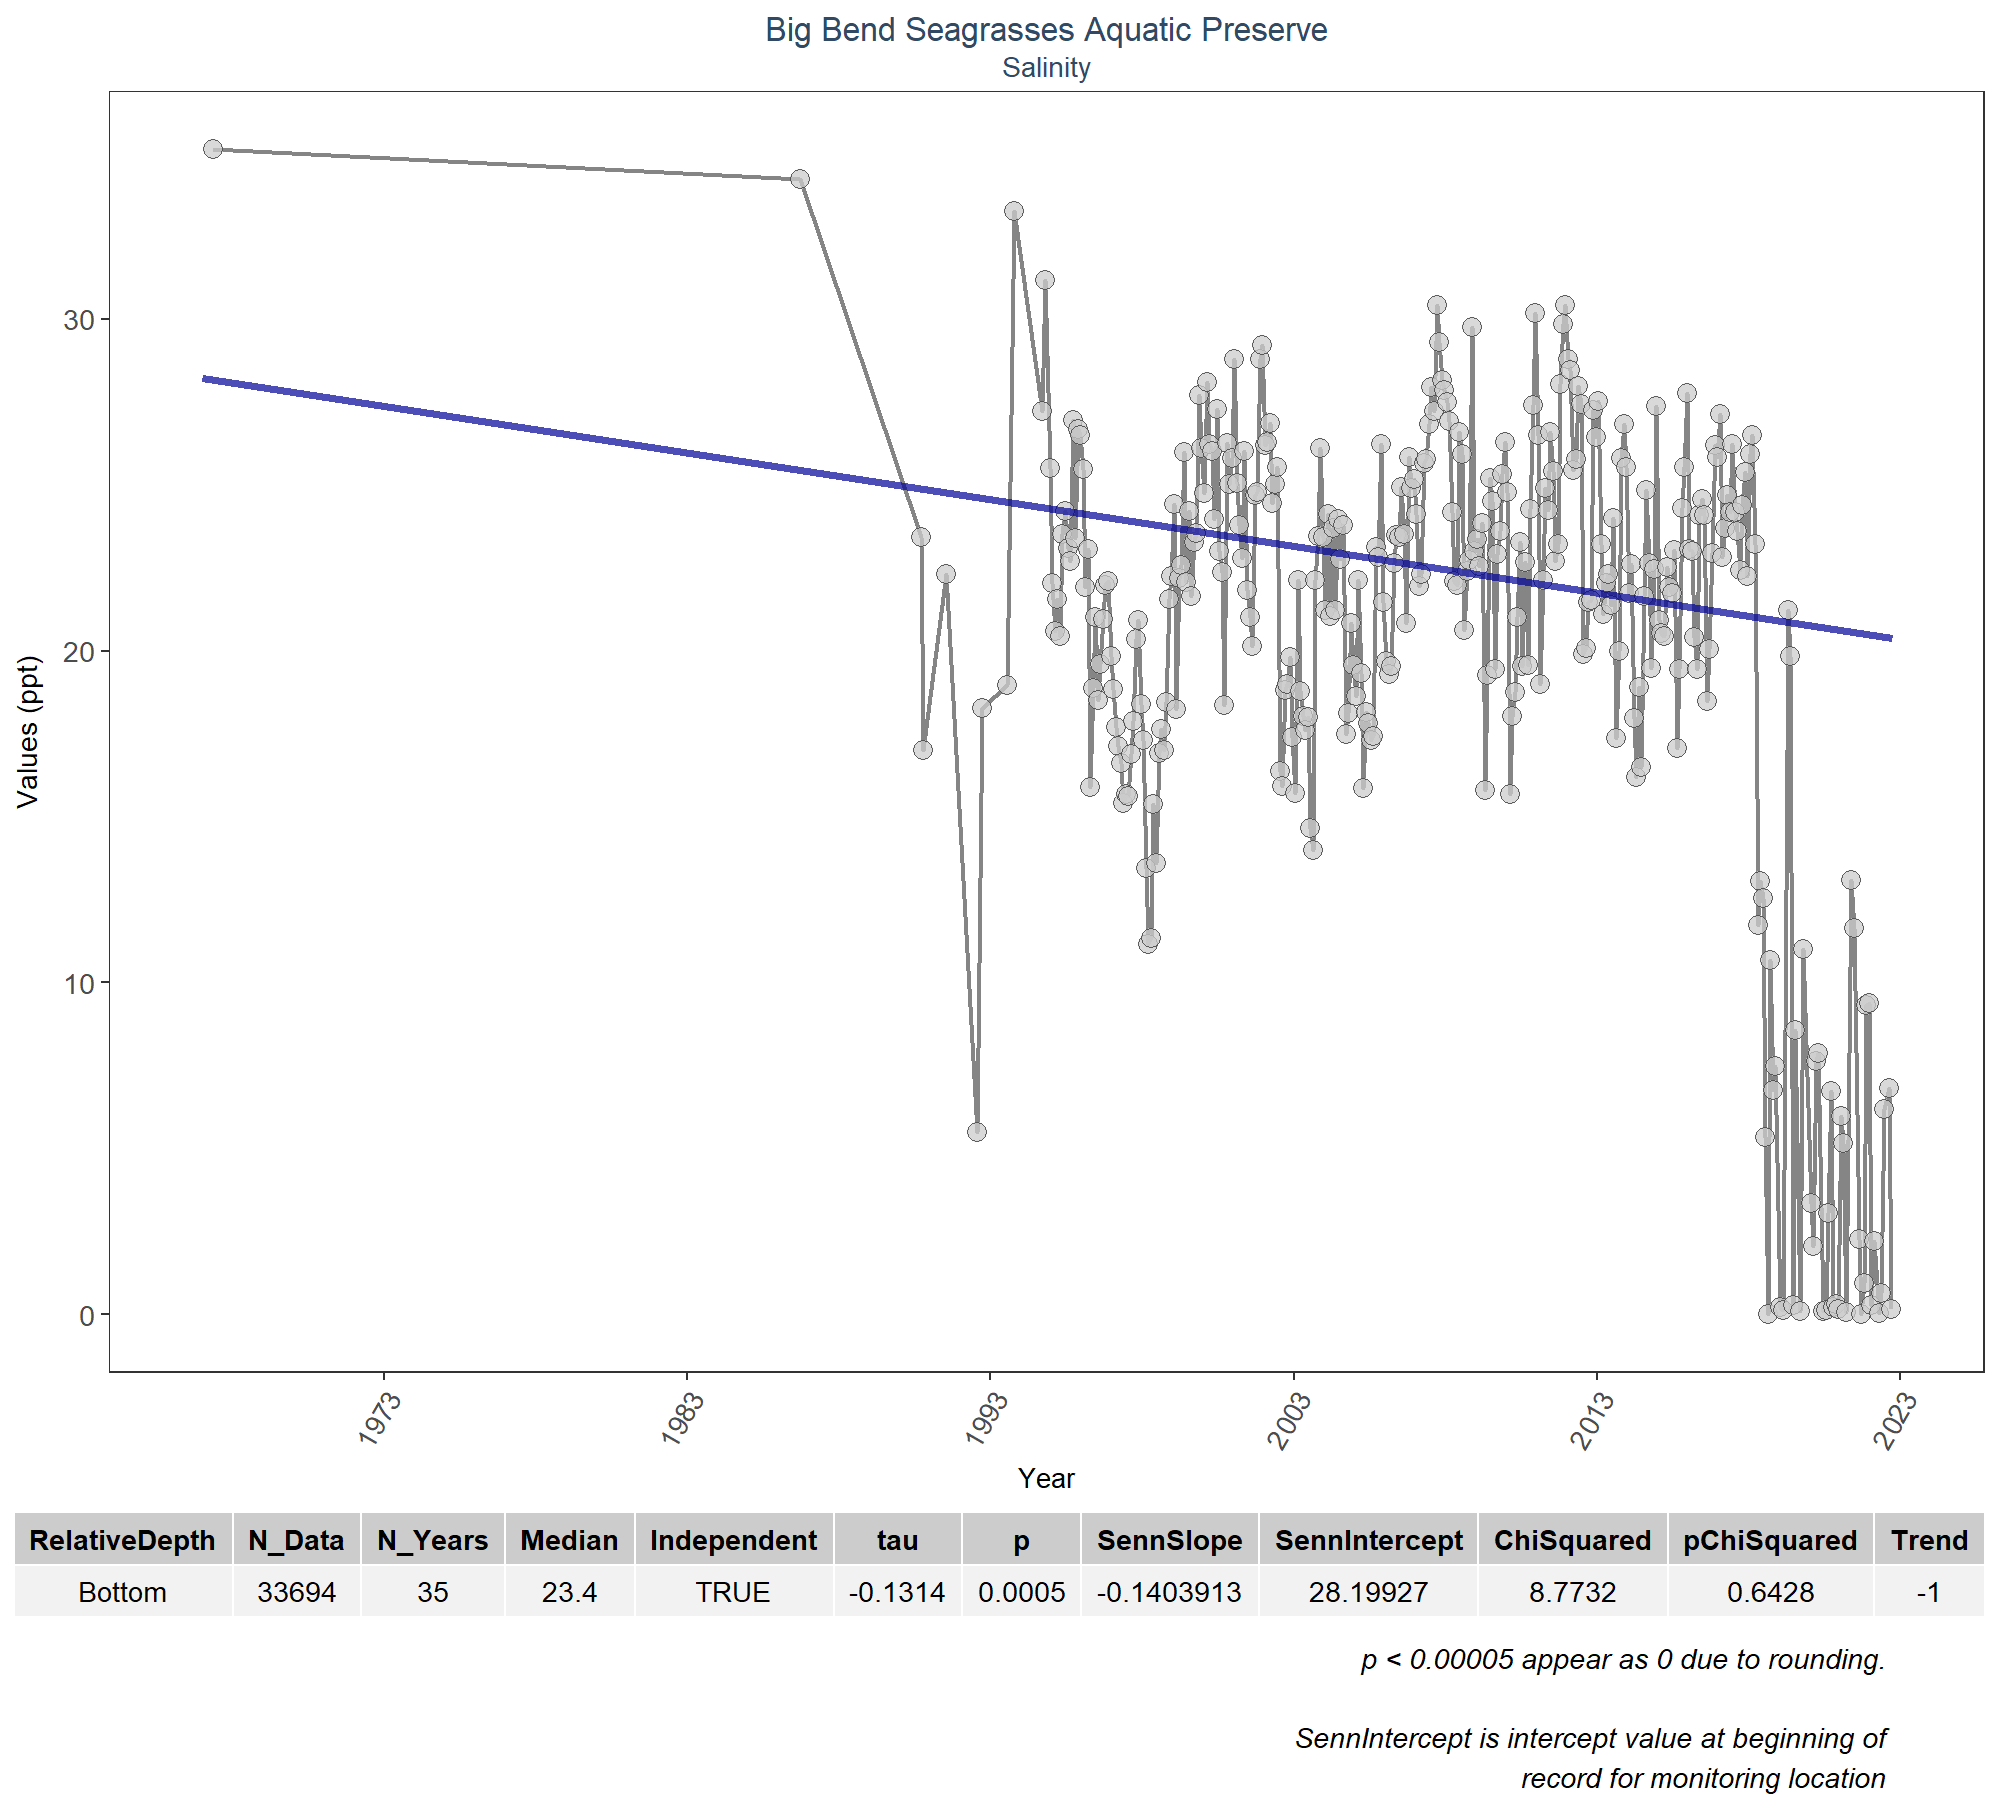 Big Bend Seagrasses Aquatic Preserve
Salinity
Values (ppt)
30
20
10
0
1973
1983
1993
2003
2013
2023
Year
RelativeDepth N_Data N_Years Median Independent tau p SennSlope SennIntercept ChiSquared pChiSquared Trend
Bottom 33694 35 23.4 TRUE -0.1314 0.0005 -0.1403913 28.19927 8.7732 0.6428 -1
p < 0.00005 appear as 0 due to rounding.
SennIntercept is intercept value at beginning of
record for monitoring location